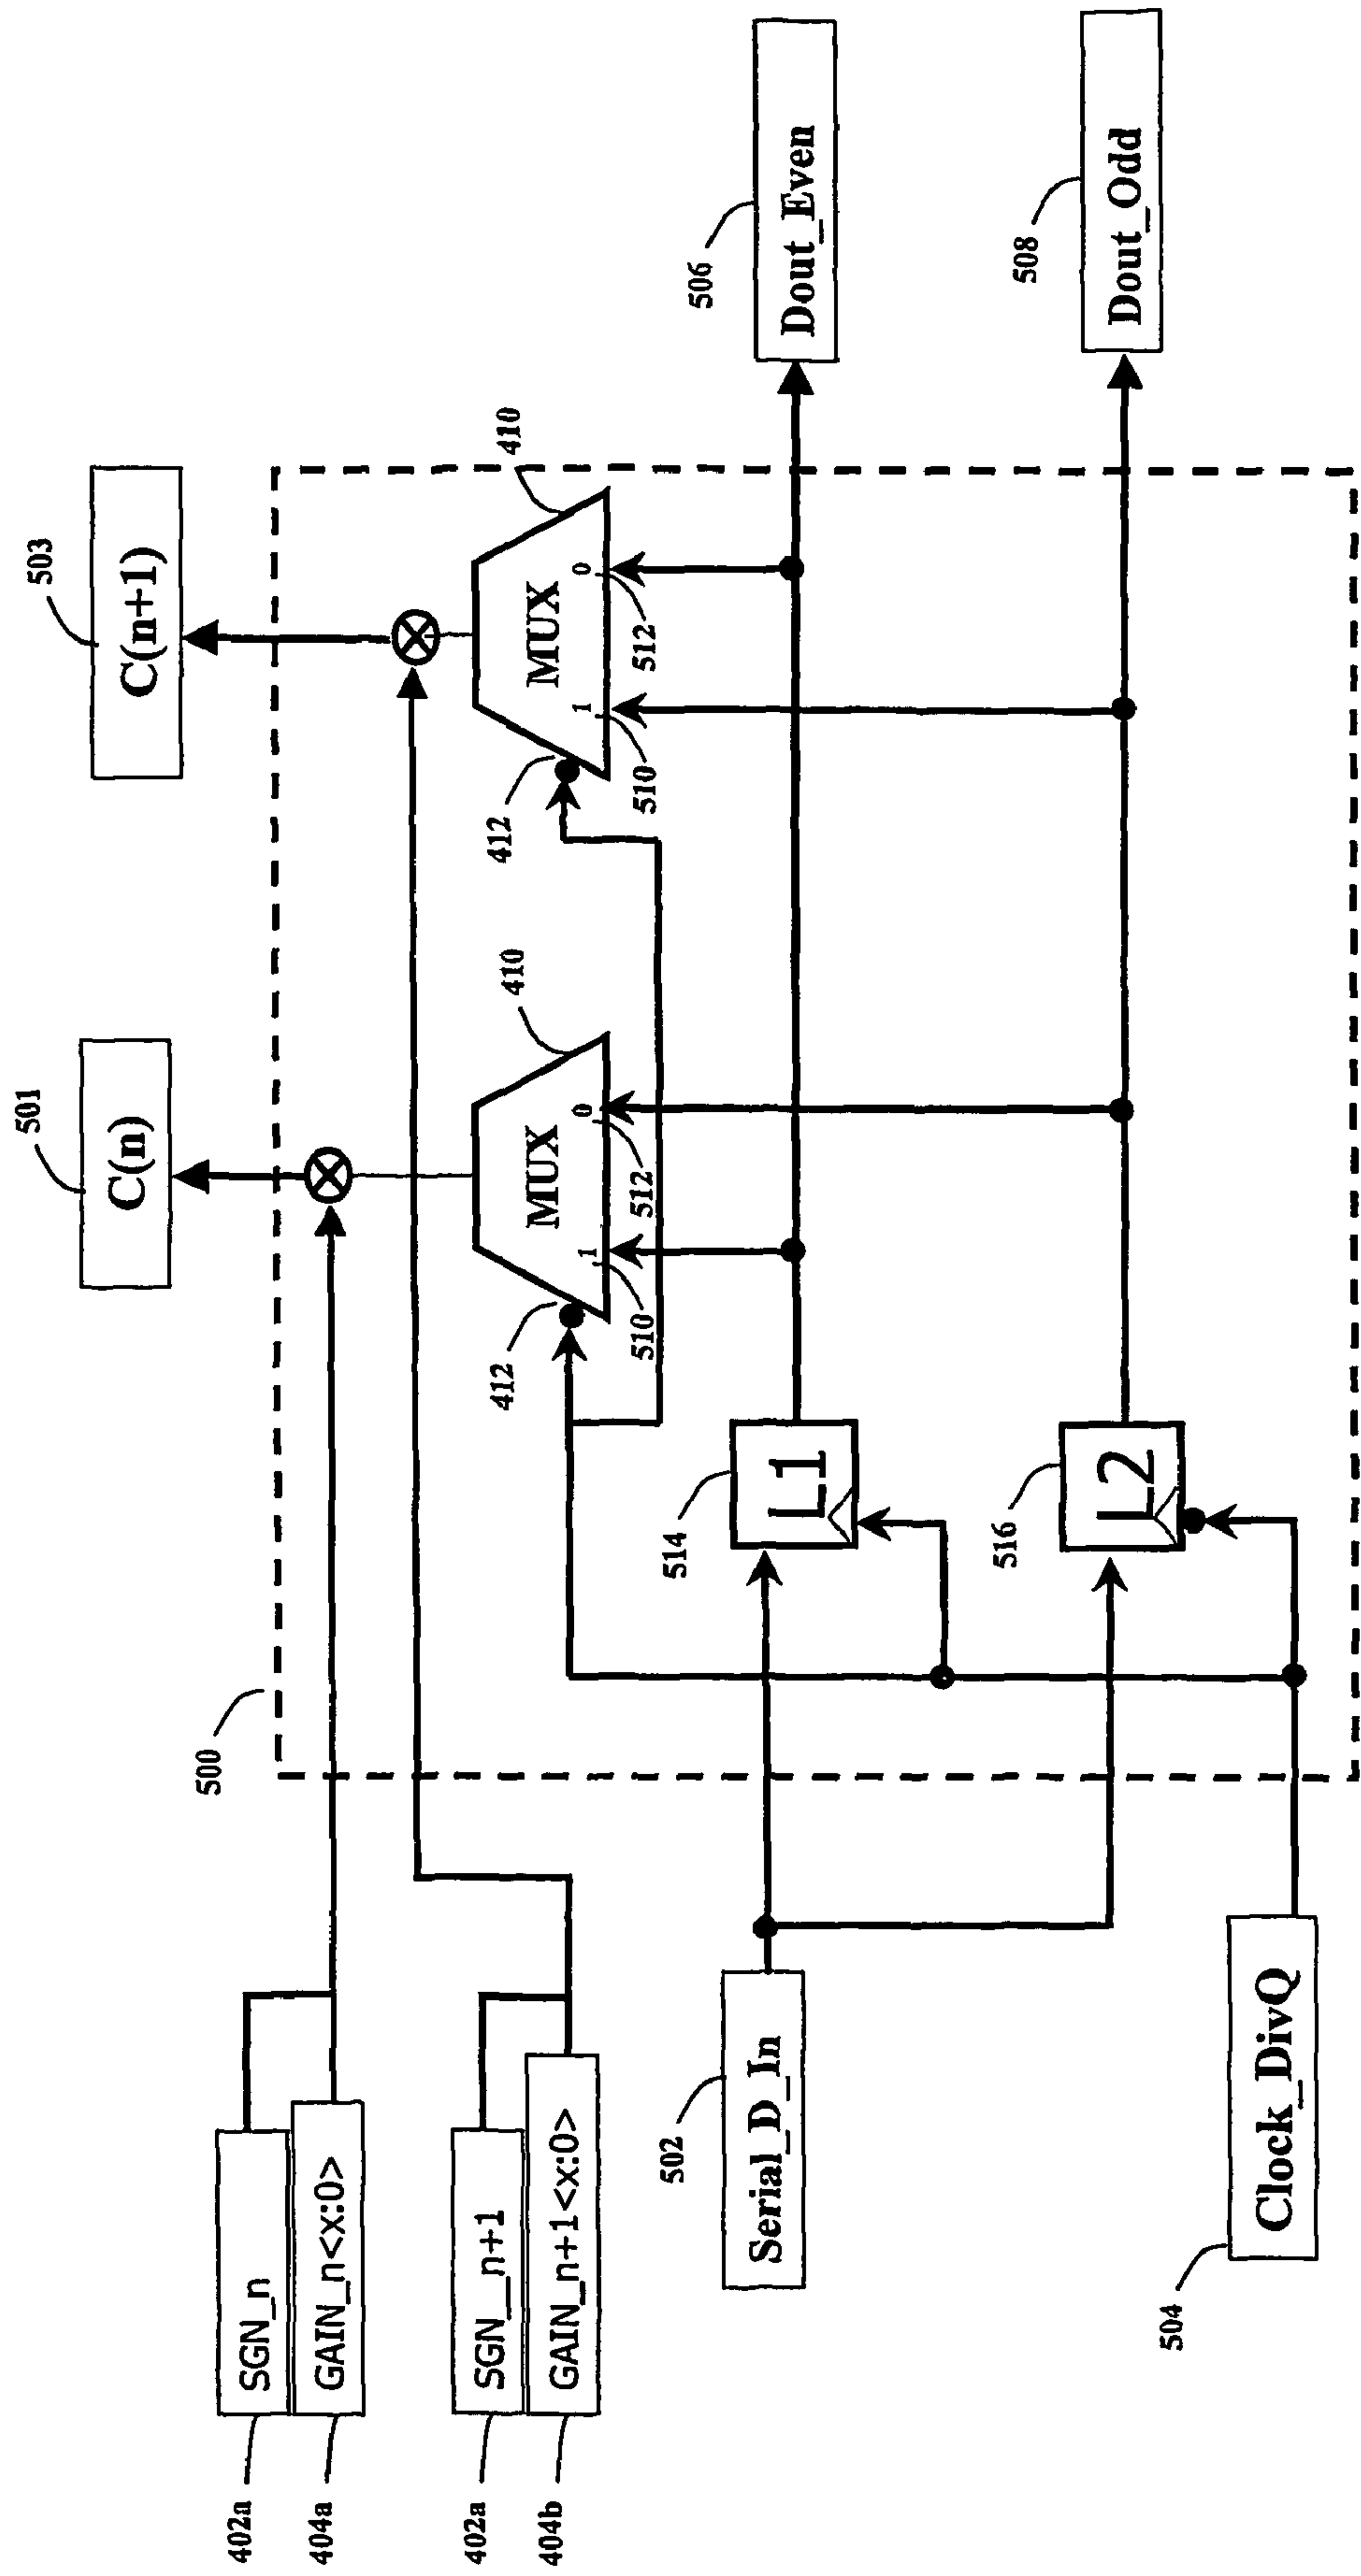 501
C(n)
503
C(n+1)
500
402a
SGN_n
404a
GAIN_n<x:0>
402a
SGN_n+1
404b
GAIN_n+1<x:0>
412
MUX
410
1
0
510
512
412
MUX
410
1
0
510
512
502
Serial_D_In
514
L1
506
Dout_Even
516
L2
508
Dout_Odd
504
Clock_DivQ